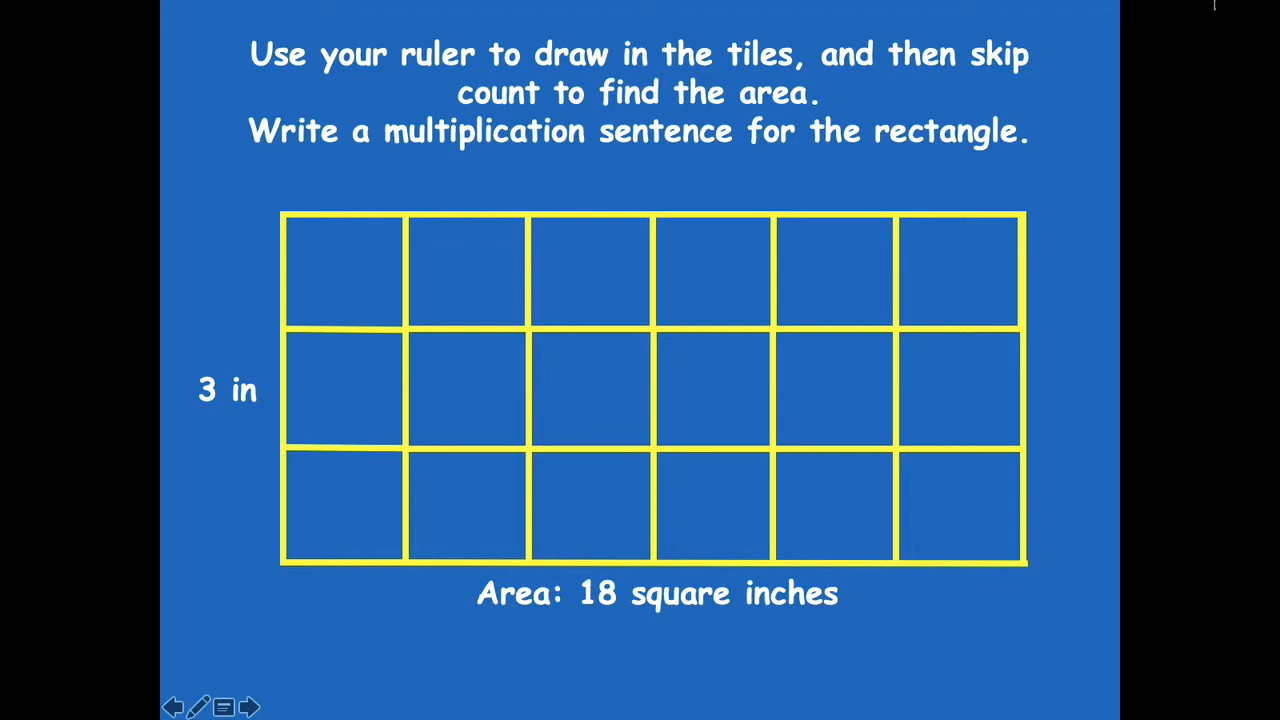 Use your ruler to draw in the tiles, and then skip
count to find the area.
Write a multiplication sentence for the rectangle.
3 in
Area: 18 square inches